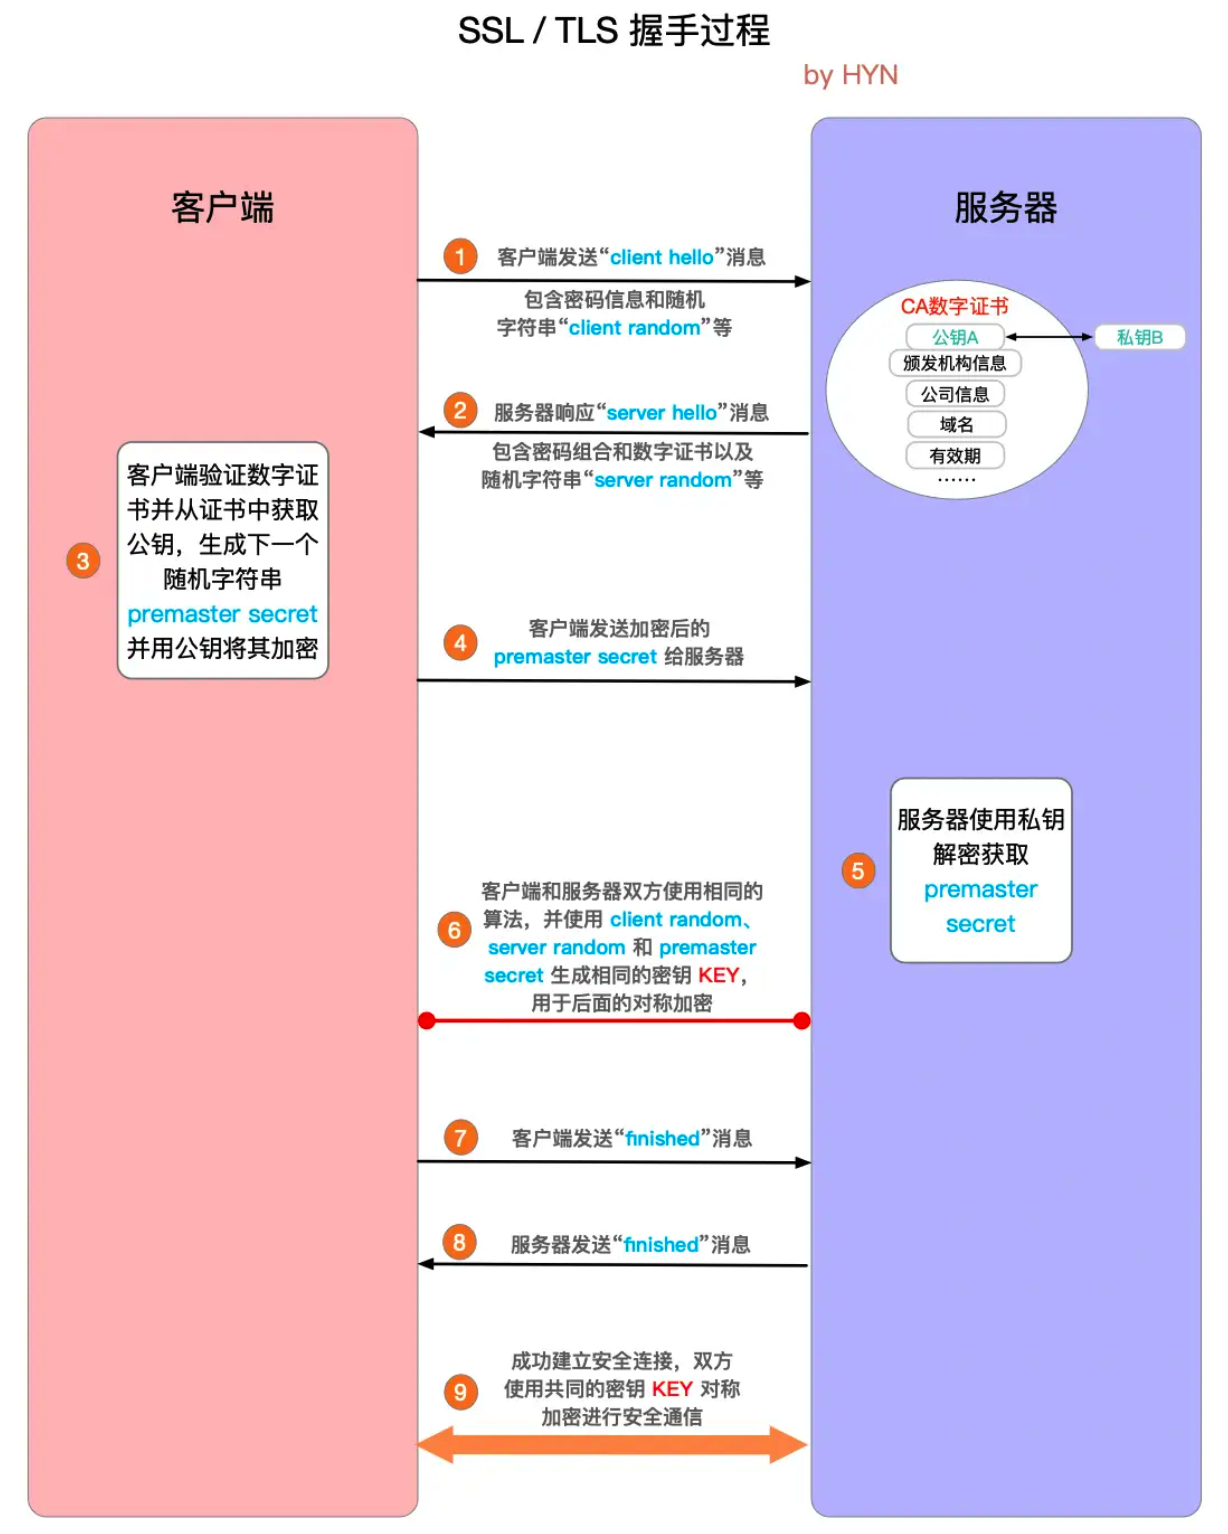 SSL / TLS 握手过程
by HYN
客户端
服务器
1
客户端发送“client hello”消息
包含密码信息和随机
字符串“client random”等
CA数字证书
公钥A
私钥B
颁发机构信息
公司信息
域名
有效期
……
2
服务器响应“server hello”消息
包含密码组合和数字证书以及
随机字符串“server random”等
3
客户端验证数字证
书并从证书中获取
公钥，生成下一个
随机字符串
premaster secret
并用公钥将其加密
4
客户端发送加密后的
premaster secret 给服务器
5
服务器使用私钥
解密获取
premaster
secret
6
客户端和服务器双方使用相同的
算法，并使用 client random、
server random 和 premaster
secret 生成相同的密钥 KEY，
用于后面的对称加密
7
客户端发送“finished”消息
8
服务器发送“finished”消息
9
成功建立安全连接，双方
使用共同的密钥 KEY 对称
加密进行安全通信